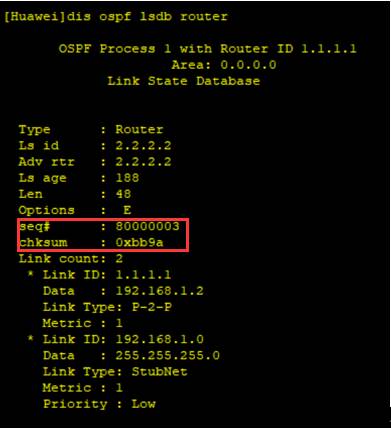 [Huawei]dis ospf lsdb router
OSPF Process 1 with Router ID 1.1.1.1
Area: 0.0.0.0
Link State Database
Type : Router
Ls id : 2.2.2.2
Adv rtr : 2.2.2.2
Ls age : 188
Len : 48
Options : E
seq# : 80000003
chksum : 0xbb9a
Link count: 2
* Link ID: 1.1.1.1
Data : 192.168.1.2
Link Type: P-2-P
Metric : 1
* Link ID: 192.168.1.0
Data : 255.255.255.0
Link Type: StubNet
Metric : 1
Priority : Low